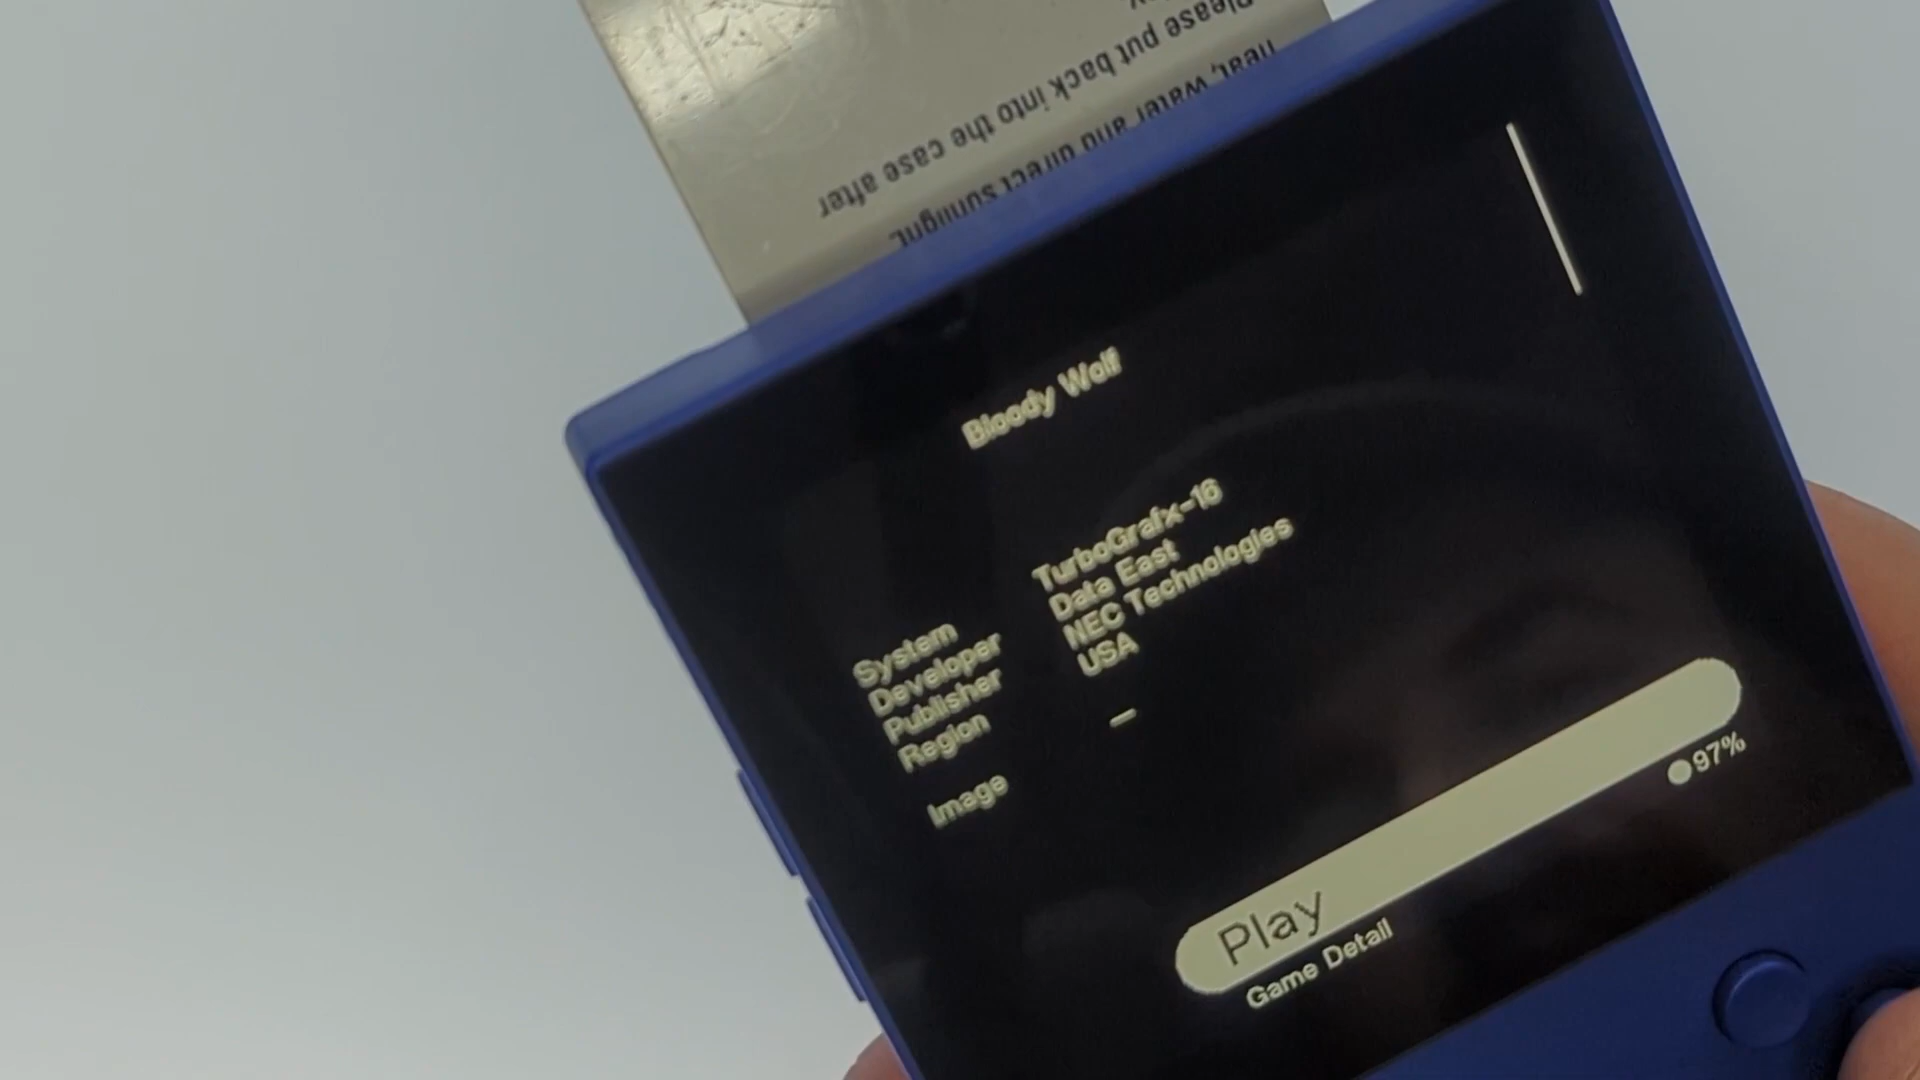 Please put back into the case after
heat, water and direct sunlight.
Bloody Wolf
System TurboGrafx-16
Developer Data East
Publisher NEC Technologies
Region USA
Image –
Play
Game Detail
97%